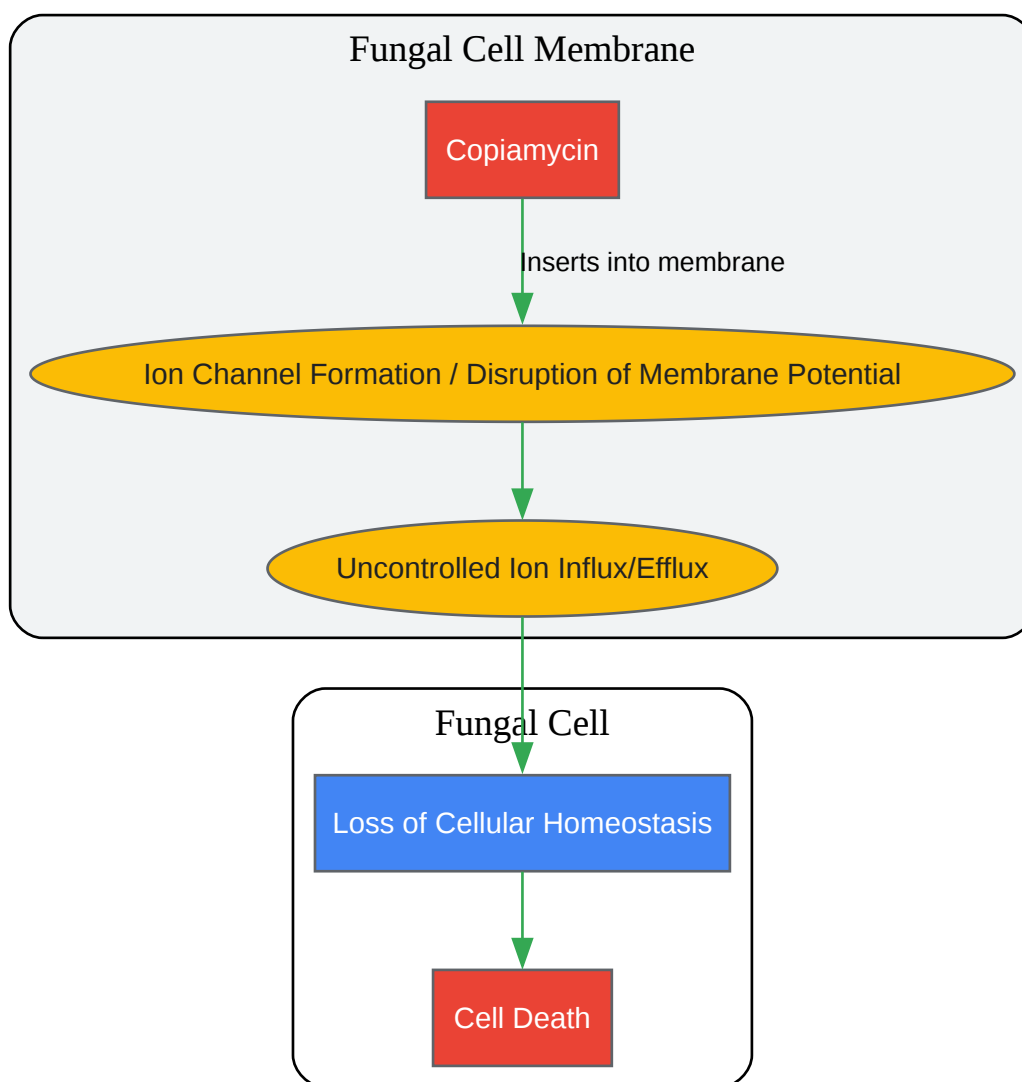 Fungal Cell Membrane
Copiamycin
Inserts into membrane
Ion Channel Formation / Disruption of Membrane Potential
Uncontrolled Ion Influx/Efflux
Fungal Cell
Loss of Cellular Homeostasis
Cell Death